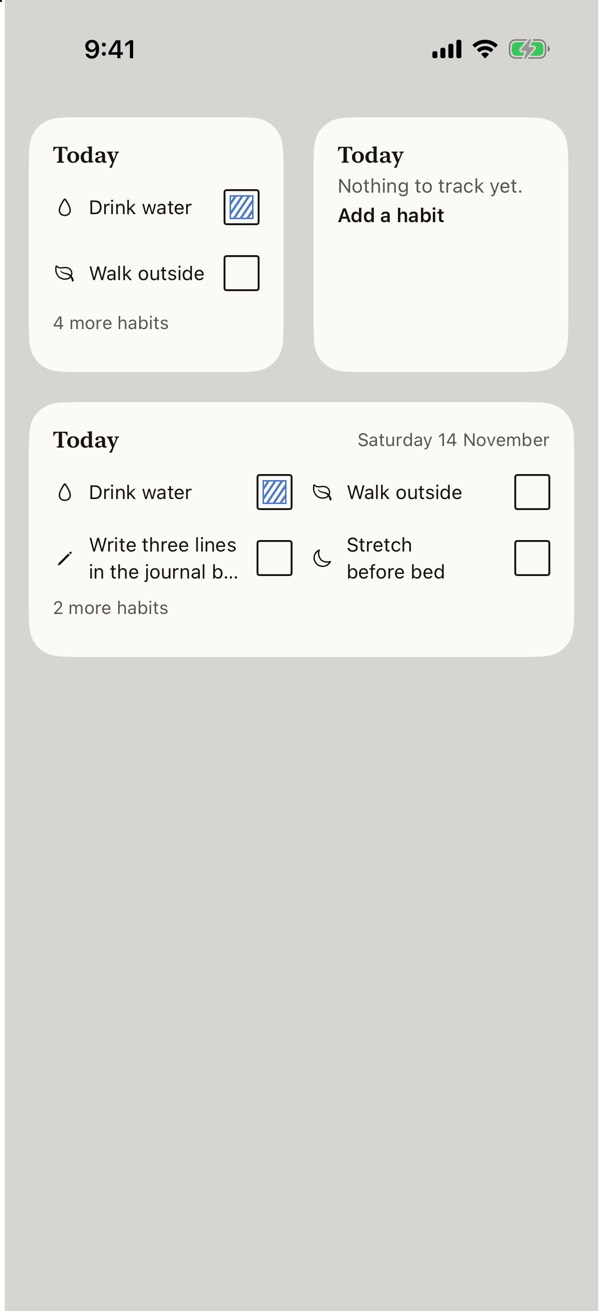 9:41
Today
Drink water
Walk outside
4 more habits
Today
Nothing to track yet.
Add a habit
Today
Saturday 14 November
Drink water
Walk outside
Write three lines
in the journal b...
Stretch
before bed
2 more habits